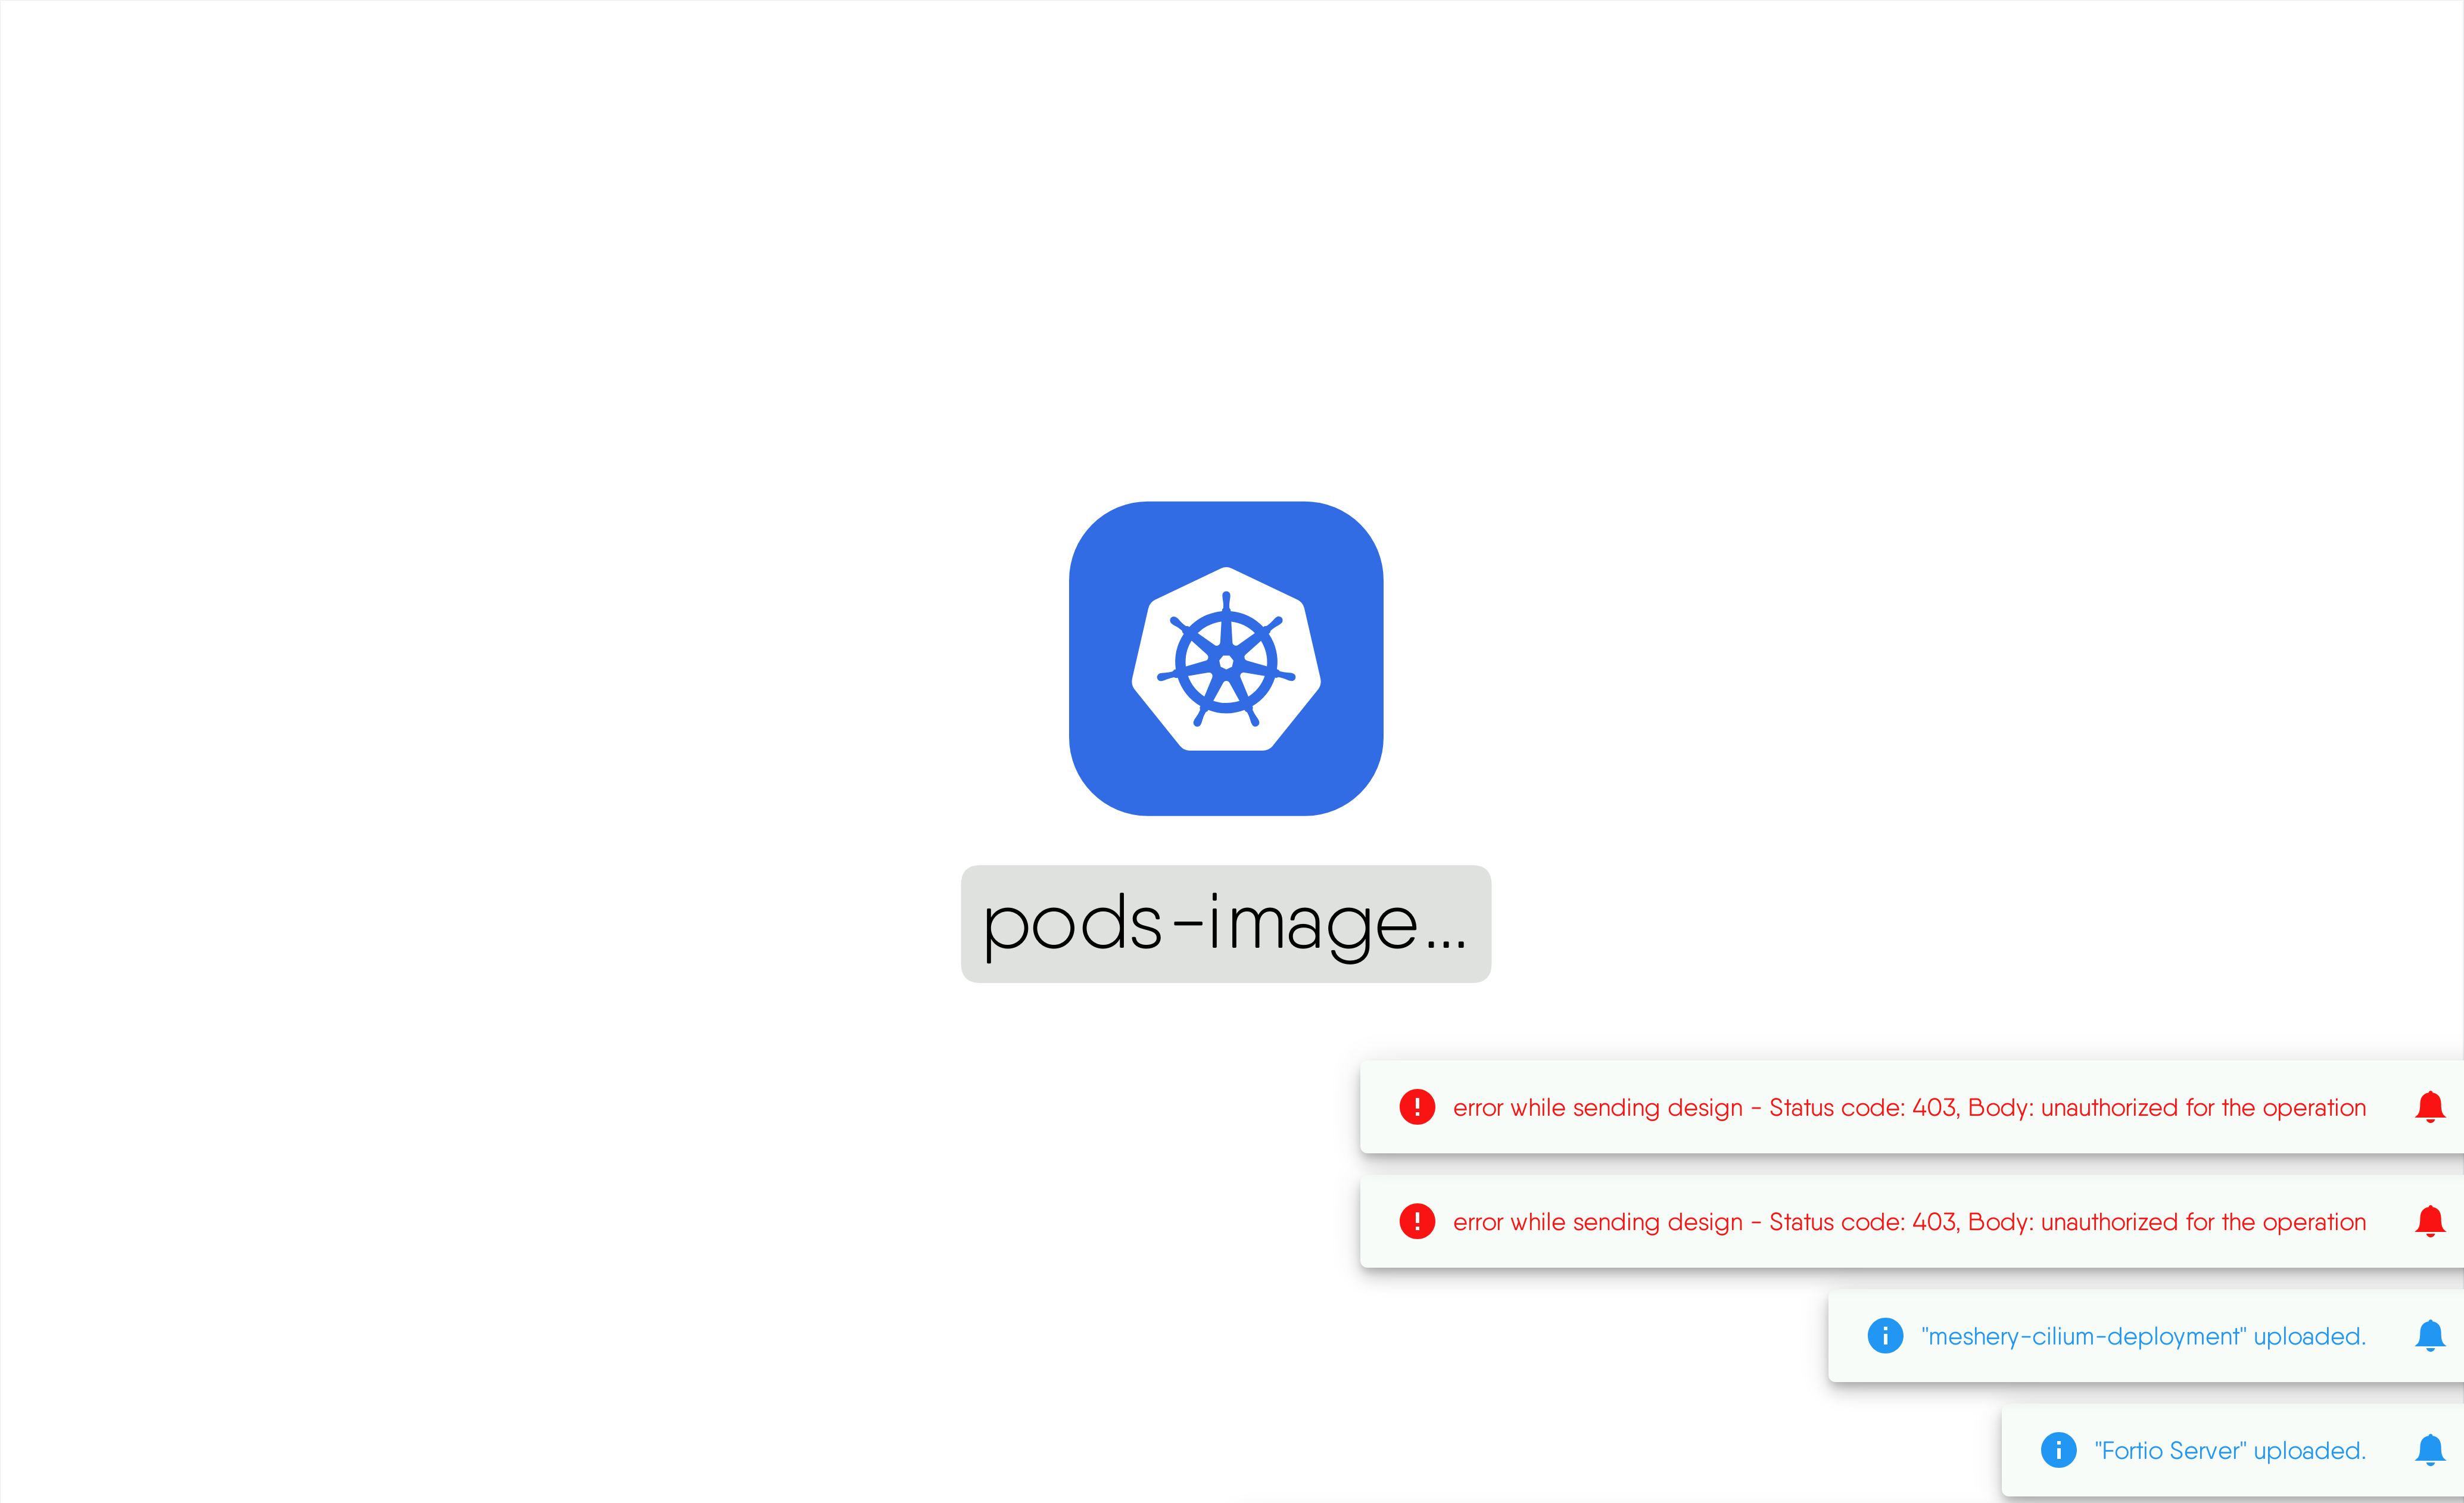 pods-image...
error while sending design - Status code: 403, Body: unauthorized for the operation
error while sending design - Status code: 403, Body: unauthorized for the operation
"meshery-cilium-deployment" uploaded.
"Fortio Server" uploaded.